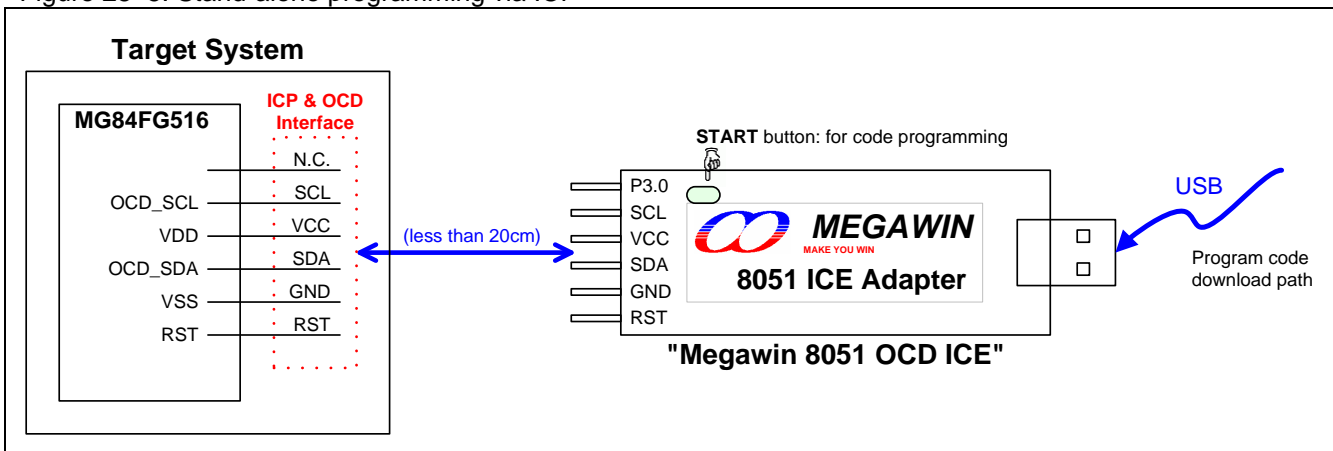 Target System
MG84FG516
ICP & OCD
Interface
N.C.
OCD_SCL
SCL
VDD
VCC
OCD_SDA
SDA
VSS
GND
RST
RST
(less than 20cm)
START button: for code programming
P3.0
SCL
VCC
SDA
GND
RST
MEGAWIN
MAKE YOU WIN
8051 ICE Adapter
"Megawin 8051 OCD ICE"
USB
Program code
download path